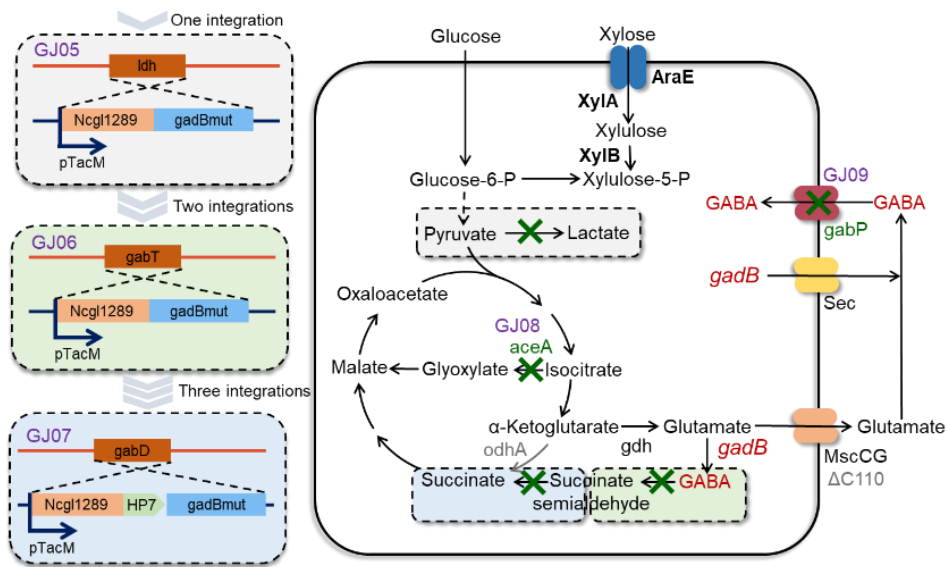 One integration
GJ05
ldh
Ncgl1289
gadBmut
pTacM
Two integrations
GJ06
gabT
Ncgl1289
gadBmut
pTacM
Three integrations
GJ07
gabD
Ncgl1289
HP7
gadBmut
pTacM
Glucose
Xylose
AraE
XylA
Xylulose
XylB
Glucose-6-P
Xylulose-5-P
Pyruvate
Lactate
Oxaloacetate
GJ08
aceA
Malate
Glyoxylate
Isocitrate
α-Ketoglutarate
gdh
Glutamate
odhA
gadB
Succinate
Succinate
semialdehyde
GABA
GJ09
GABA
GABA
gabP
gadB
Sec
Glutamate
MscCG
ΔC110